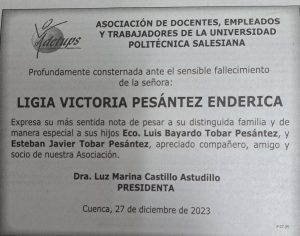 Adetups
ASOCIACIÓN DE DOCENTES, EMPLEADOS
Y TRABAJADORES DE LA UNIVERSIDAD
POLITÉCNICA SALESIANA
Profundamente consternada ante el sensible fallecimiento
de la señora:
LIGIA VICTORIA PESÁNTEZ ENDERICA
Expresa su más sentida nota de pesar a su distinguida familia y de
manera especial a sus hijos Eco. Luis Bayardo Tobar Pesántez, y
Esteban Javier Tobar Pesántez, apreciado compañero, amigo y
socio de nuestra Asociación.
Dra. Luz Marina Castillo Astudillo
PRESIDENTA
Cuenca, 27 de diciembre de 2023